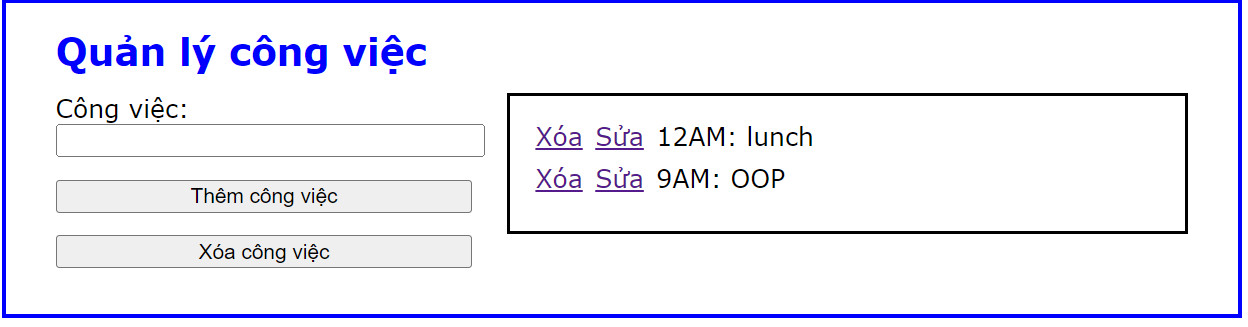 Quản lý công việc
Công việc:
Thêm công việc
Xóa công việc
Xóa Sửa 12AM: lunch
Xóa Sửa 9AM: OOP